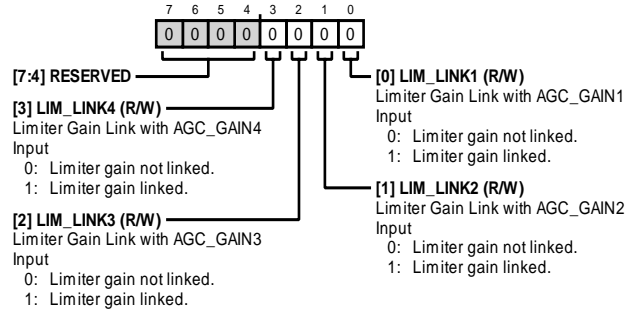 7 6 5 4 3 2 1 0
0 0 0 0 0 0 0 0
[7:4] RESERVED
[3] LIM_LINK4 (R/W)
Limiter Gain Link with AGC_GAIN4
Input
0: Limiter gain not linked.
1: Limiter gain linked.
[2] LIM_LINK3 (R/W)
Limiter Gain Link with AGC_GAIN3
Input
0: Limiter gain not linked.
1: Limiter gain linked.
[0] LIM_LINK1 (R/W)
Limiter Gain Link with AGC_GAIN1
Input
0: Limiter gain not linked.
1: Limiter gain linked.
[1] LIM_LINK2 (R/W)
Limiter Gain Link with AGC_GAIN2
Input
0: Limiter gain not linked.
1: Limiter gain linked.